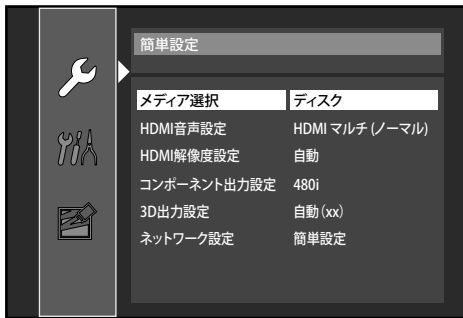 簡単設定
メディア選択 ディスク
HDMI音声設定 HDMI マルチ (ノーマル)
HDMI解像度設定 自動
コンポーネント出力設定 480i
3D出力設定 自動(xx)
ネットワーク設定 簡単設定